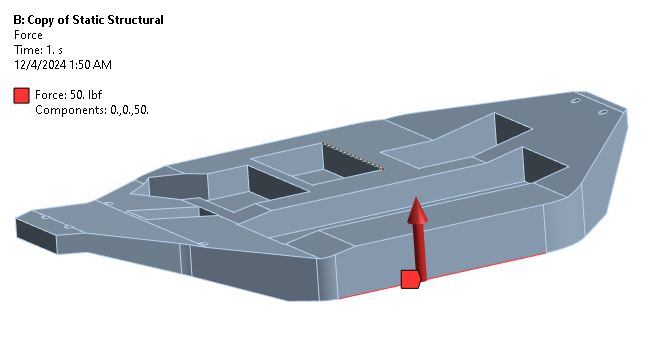 B: Copy of Static Structural
Force
Time: 1. s
12/4/2024 1:50 AM
Force: 50. lbf
Components: 0.,0.,50.